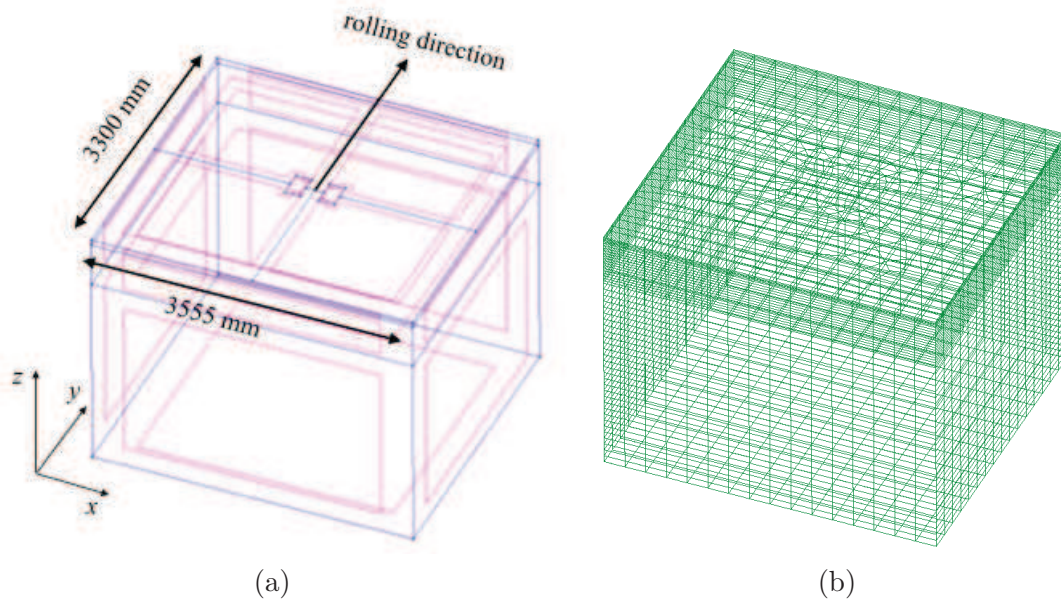 rolling direction
3300 mm
3555 mm
z
y
x
(a)
(b)